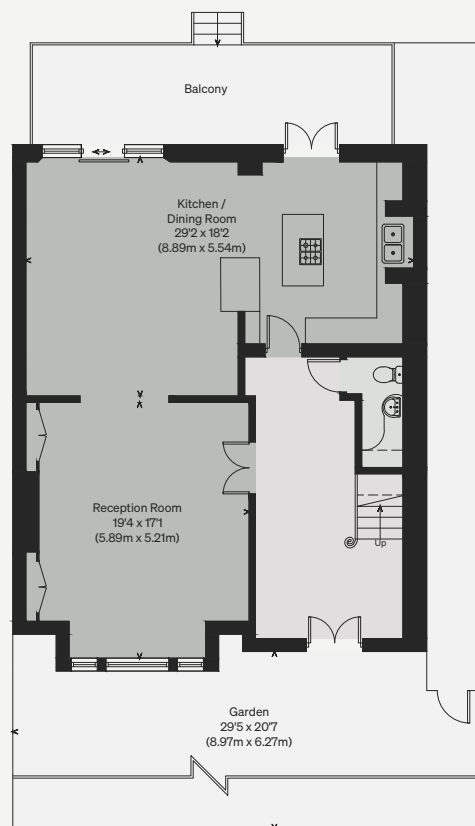 Balcony
Kitchen /
Dining Room
29'2 x 18'2
(8.89m x 5.54m)
Reception Room
19'4 x 17'1
(5.89m x 5.21m)
Up
Garden
29'5 x 20'7
(8.97m x 6.27m)